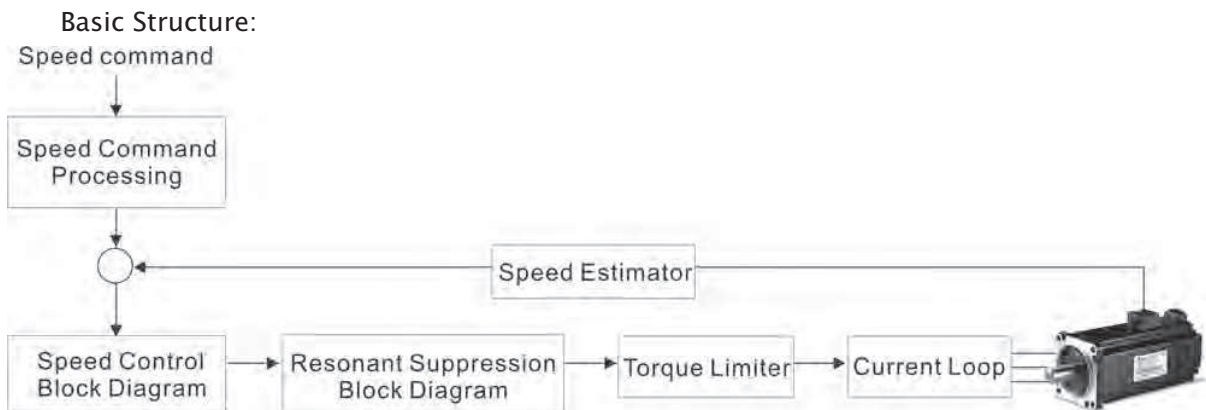 Basic Structure:
Speed command
Speed Command
Processing
Speed Estimator
Speed Control
Block Diagram
Resonant Suppression
Block Diagram
Torque Limiter
Current Loop